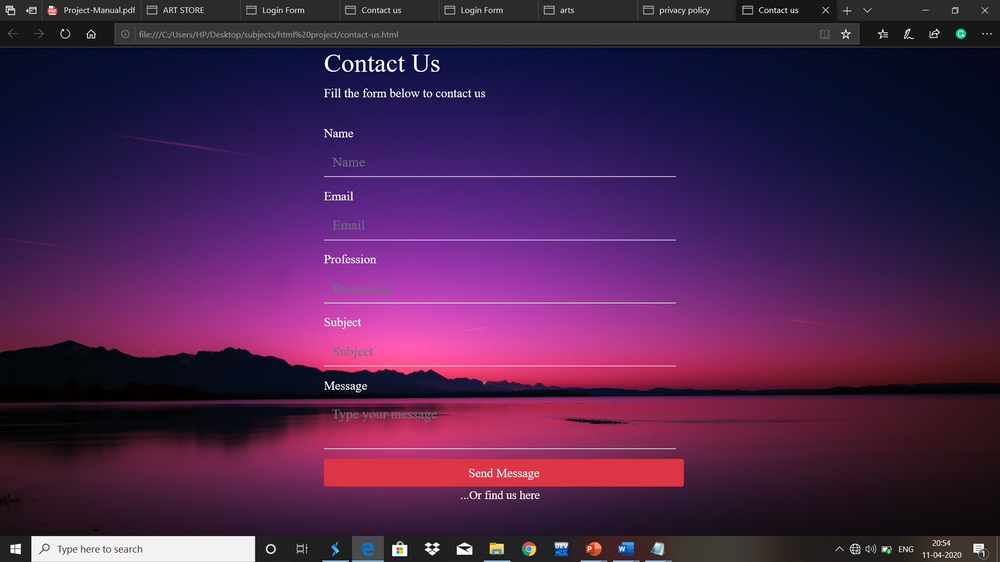 Project-Manual.pdf
ART STORE
Login Form
Contact us
Login Form
arts
privacy policy
Contact us
file:///C:/Users/HP/Desktop/subjects/html%20project/contact-us.html
G
Contact Us
Fill the form below to contact us
Name
Name
Email
Email
Profession
Profession
Subject
Subject
Message
Type your message
Send Message
...Or find us here
Type here to search
DEV
C++
P
W
ENG
20:54
11-04-2020
1